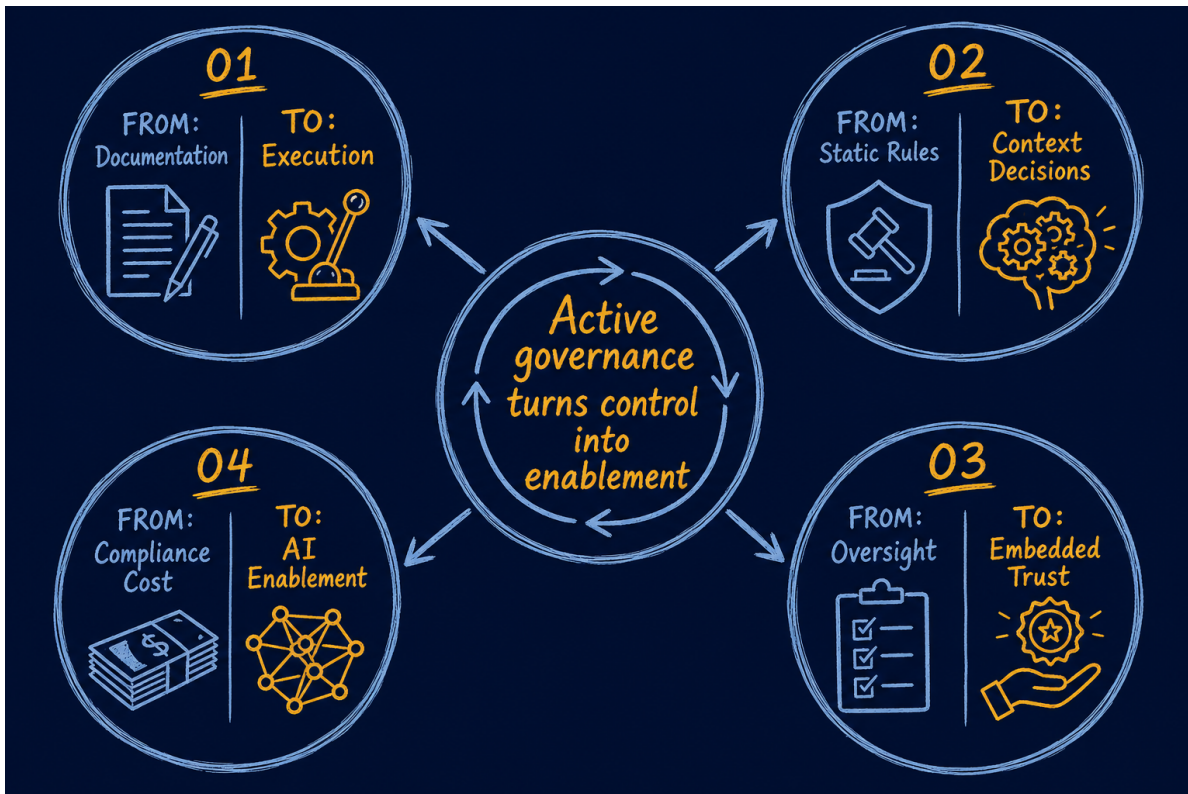 01
FROM:
Documentation
TO:
Execution
02
FROM:
Static Rules
TO:
Context
Decisions
Active
governance
turns control
into
enablement
04
FROM:
Compliance
Cost
$
TO:
AI
Enablement
03
FROM:
Oversight
TO:
Embedded
Trust